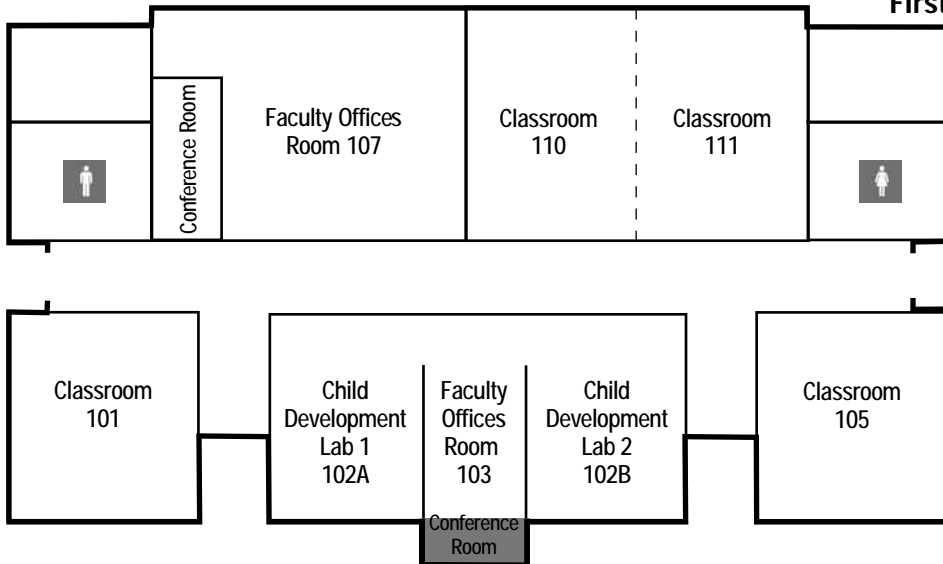 First
Conference Room
Faculty Offices
Room 107
Classroom
110
Classroom
111
Classroom
101
Child
Development
Lab 1
102A
Faculty
Offices
Room
103
Child
Development
Lab 2
102B
Classroom
105
Conference
Room